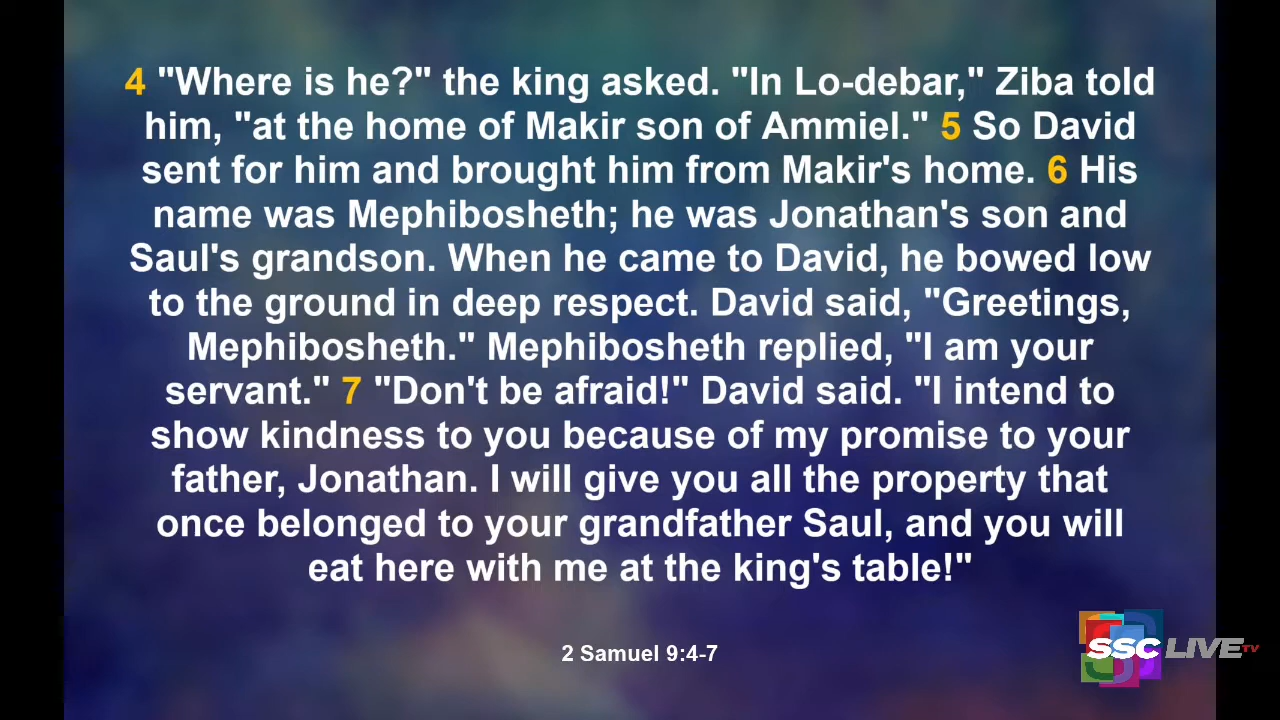 4 "Where is he?" the king asked. "In Lo-debar," Ziba told
him, "at the home of Makir son of Ammiel." 5 So David
sent for him and brought him from Makir's home. 6 His
name was Mephibosheth; he was Jonathan's son and
Saul's grandson. When he came to David, he bowed low
to the ground in deep respect. David said, "Greetings,
Mephibosheth." Mephibosheth replied, "I am your
servant." 7 "Don't be afraid!" David said. "I intend to
show kindness to you because of my promise to your
father, Jonathan. I will give you all the property that
once belonged to your grandfather Saul, and you will
eat here with me at the king's table!"
2 Samuel 9:4-7
SSC LIVE TV